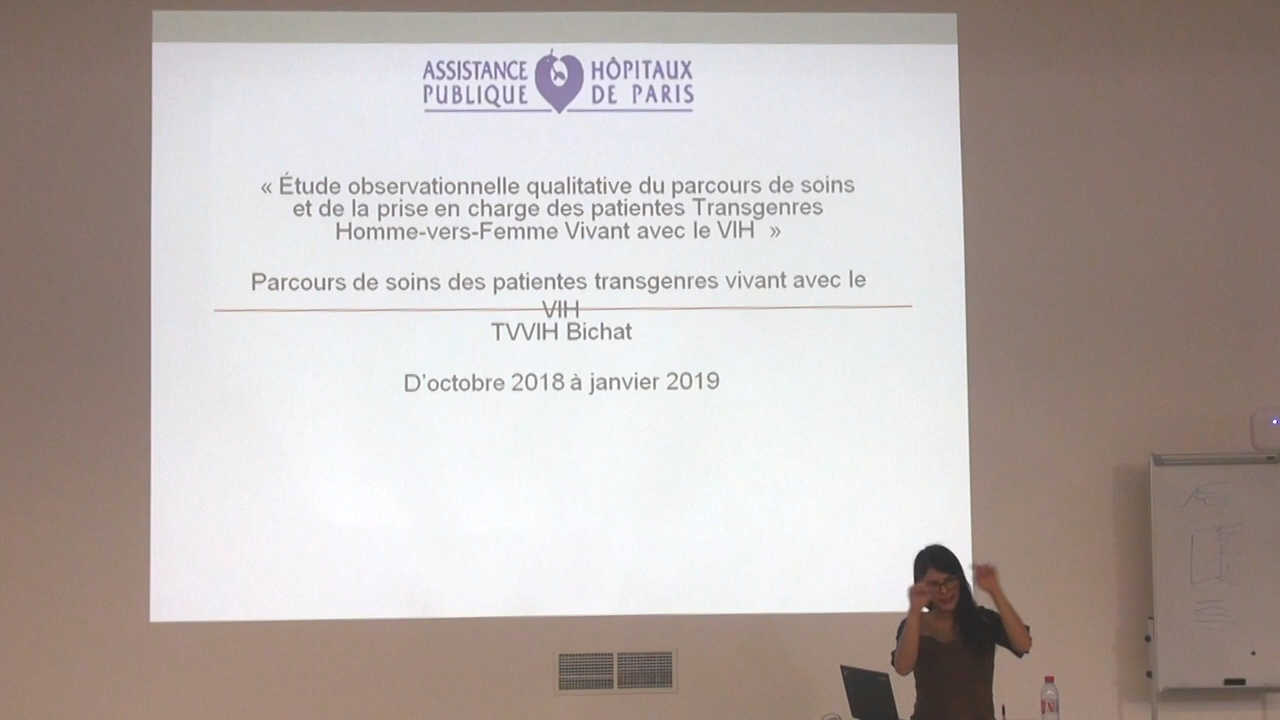 ASSISTANCE HÔPITAUX
PUBLIQUE DE PARIS
« Étude observationnelle qualitative du parcours de soins
et de la prise en charge des patientes Transgenres
Homme-vers-Femme Vivant avec le VIH »
Parcours de soins des patientes transgenres vivant avec le
VIH
TVVIH Bichat
D'octobre 2018 à janvier 2019